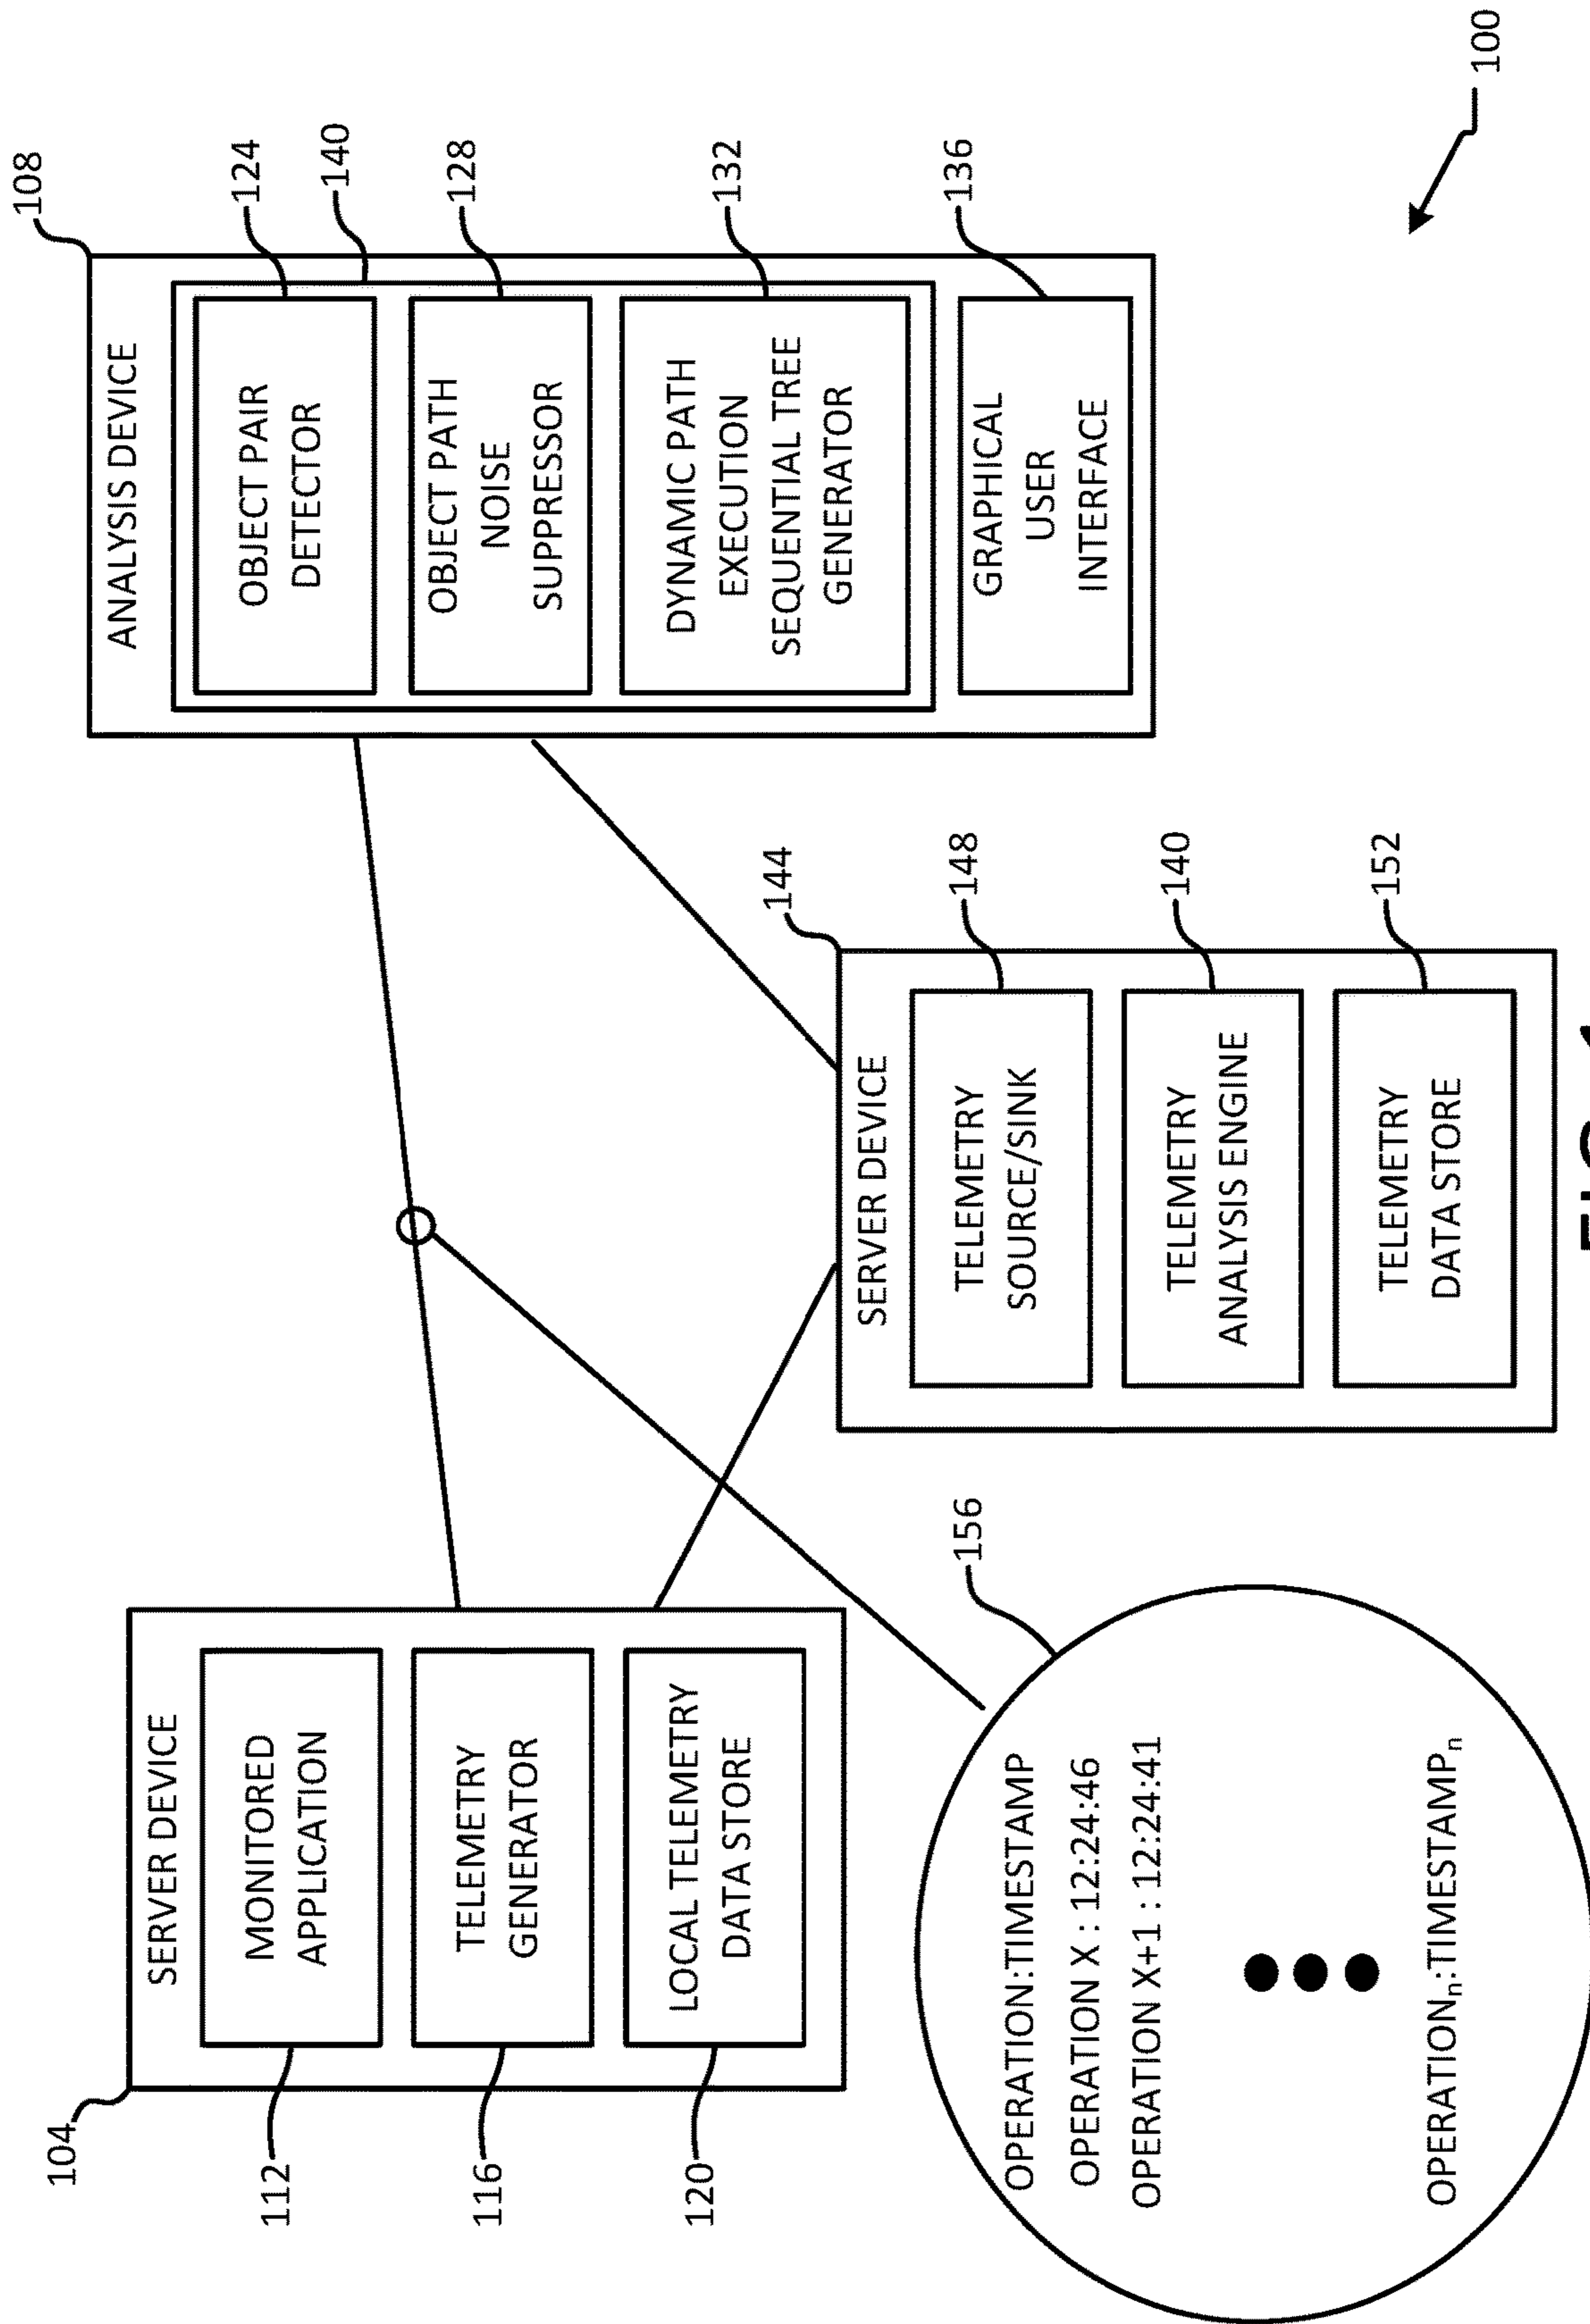 104
SERVER DEVICE
112
MONITORED
APPLICATION
116
TELEMETRY
GENERATOR
120
LOCAL TELEMETRY
DATA STORE
108
ANALYSIS DEVICE
124
OBJECT PAIR
DETECTOR
140
128
OBJECT PATH
NOISE
SUPPRESSOR
132
DYNAMIC PATH
EXECUTION
SEQUENTIAL TREE
GENERATOR
136
GRAPHICAL
USER
INTERFACE
144
SERVER DEVICE
148
TELEMETRY
SOURCE/SINK
140
TELEMETRY
ANALYSIS ENGINE
152
TELEMETRY
DATA STORE
156
OPERATION:TIMESTAMP
OPERATION X : 12:24:46
OPERATION X+1 : 12:24:41
OPERATIONn:TIMESTAMPn
100